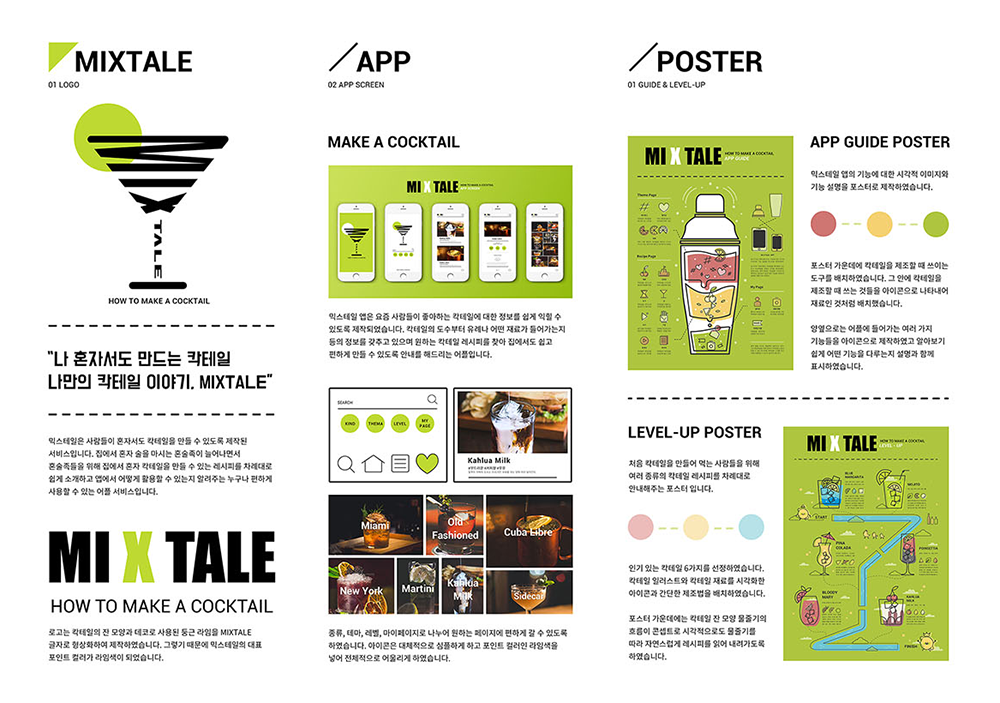 MIXTALE
01 LOGO
TALE
HOW TO MAKE A COCKTAIL
"나 혼자서도 만드는 칵테일
나만의 칵테일 이야기, MIXTALE"
믹스테일은 사람들이 혼자서도 칵테일을 만들 수 있도록 제작된
서비스입니다. 집에서 혼자 술을 마시는 혼술족이 늘어나면서
혼술족들을 위해 집에서 혼자 칵테일을 만들 수 있는 레시피를 차례대로
쉽게 소개하고 앱에서 어떻게 활용할 수 있는지 알려주는 누구나 편하게
사용할 수 있는 어플 서비스입니다.
MIX TALE
HOW TO MAKE A COCKTAIL
로고는 칵테일의 잔 모양과 데코로 사용된 둥근 라임을 MIXTALE
글자로 형상화하여 제작하였습니다. 그렇기 때문에 믹스테일의 대표
포인트 컬러가 라임색이 되었습니다.
APP
02 APP SCREEN
MAKE A COCKTAIL
MIX TALE
HOW TO MAKE A COCKTAIL
APP SCREEN
믹스테일 앱은 요즘 사람들이 좋아하는 칵테일에 대한 정보를 쉽게 익힐 수
있도록 제작되었습니다. 칵테일의 도수부터 유래나 어떤 재료가 들어가는지
등의 정보를 갖추고 있으며 원하는 칵테일 레시피를 찾아 집에서도 쉽고
편하게 만들 수 있도록 안내를 해드리는 어플입니다.
SEARCH
KIND
THEMA
LEVEL
MY
PAGE
Kahlua Milk
Miami
Old
Fashioned
Cuba Libre
New York
Martini
Kahlua
Milk
Sidecar
종류, 테마, 레벨, 마이페이지로 나누어 원하는 페이지에 편하게 갈 수 있도록
하였습니다. 아이콘은 대체적으로 심플하게 하고 포인트 컬러인 라임색을
넣어 전체적으로 어울리게 하였습니다.
POSTER
01 GUIDE & LEVEL-UP
MIX TALE
HOW TO MAKE A COCKTAIL
APP GUIDE
Theme Page
Recipe Page
My Page
APP GUIDE POSTER
믹스테일 앱의 기능에 대한 시각적 이미지와
기능 설명을 포스터로 제작하였습니다.
포스터 가운데에 칵테일을 제조할 때 쓰이는
도구를 배치하였습니다. 그 안에 칵테일을
제조할 때 쓰는 것들을 아이콘으로 나타내어
재료인 것처럼 배치했습니다.
양옆으로는 어플에 들어가는 여러 가지
기능들을 아이콘으로 제작하였고 알아보기
쉽게 어떤 기능을 다루는지 설명과 함께
표시하였습니다.
LEVEL-UP POSTER
처음 칵테일을 만들어 먹는 사람들을 위해
여러 종류의 칵테일 레시피를 차례대로
안내해주는 포스터 입니다.
인기 있는 칵테일 6가지를 선정하였습니다.
칵테일 일러스트와 칵테일 재료를 시각화한
아이콘과 간단한 제조법을 배치하였습니다.
포스터 가운데에는 칵테일 잔 모양 물줄기의
흐름이 콘셉트로 시각적으로도 물줄기를
따라 자연스럽게 레시피를 읽어 내려가도록
하였습니다.
MIX TALE
HOW TO MAKE A COCKTAIL
LEVEL - UP
BLUE
MARGARITA
MOJITO
START
PINA
COLADA
BLOODY
MARY
KAHLUA
MILK
FINISH